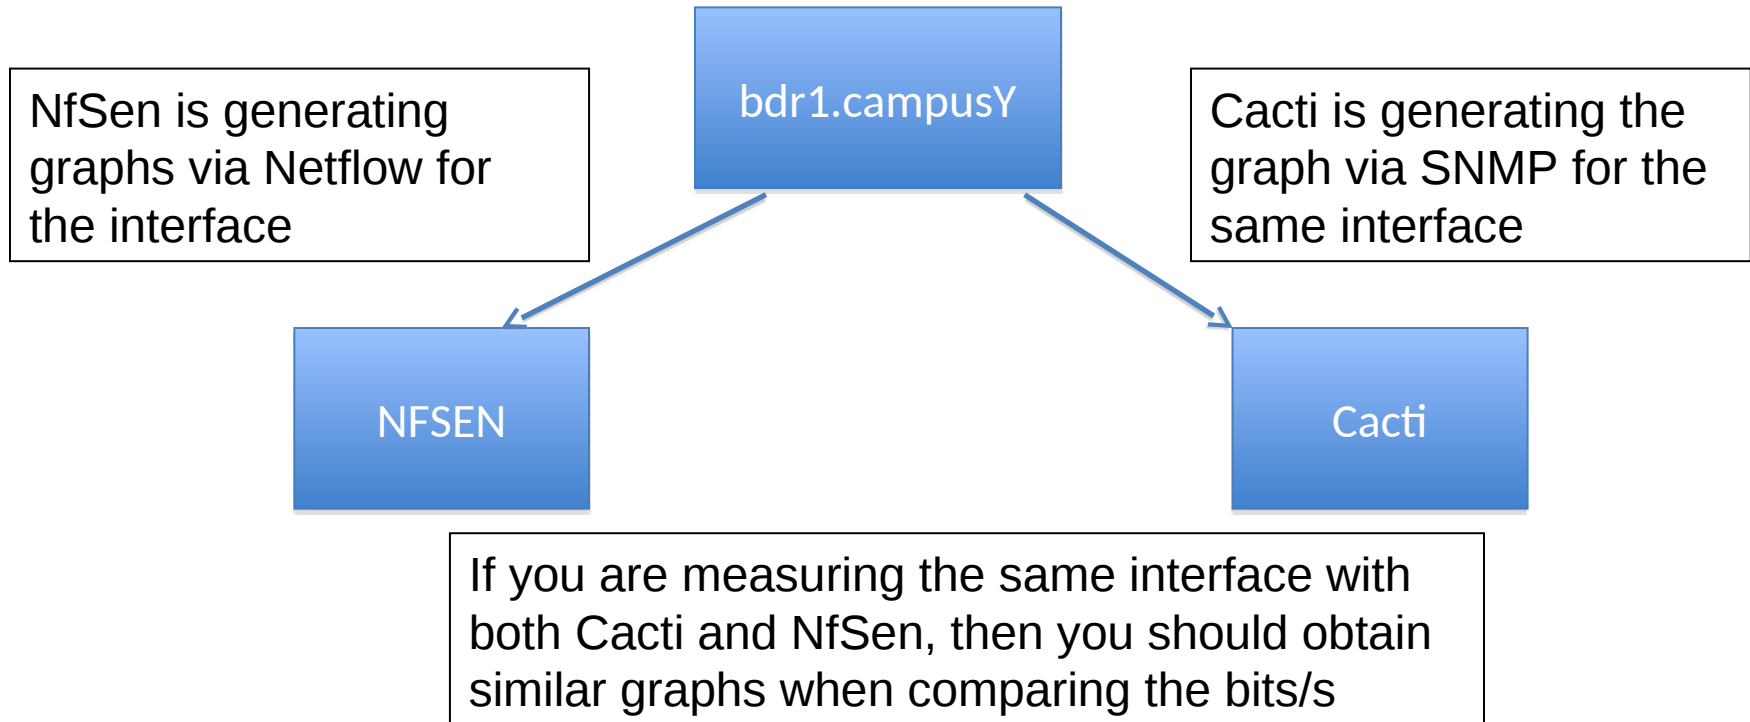 bdr1.campusY
NfSen is generating
graphs via Netflow for
the interface
Cacti is generating the
graph via SNMP for the
same interface
NFSEN
Cacti
If you are measuring the same interface with
both Cacti and NfSen, then you should obtain
similar graphs when comparing the bits/s